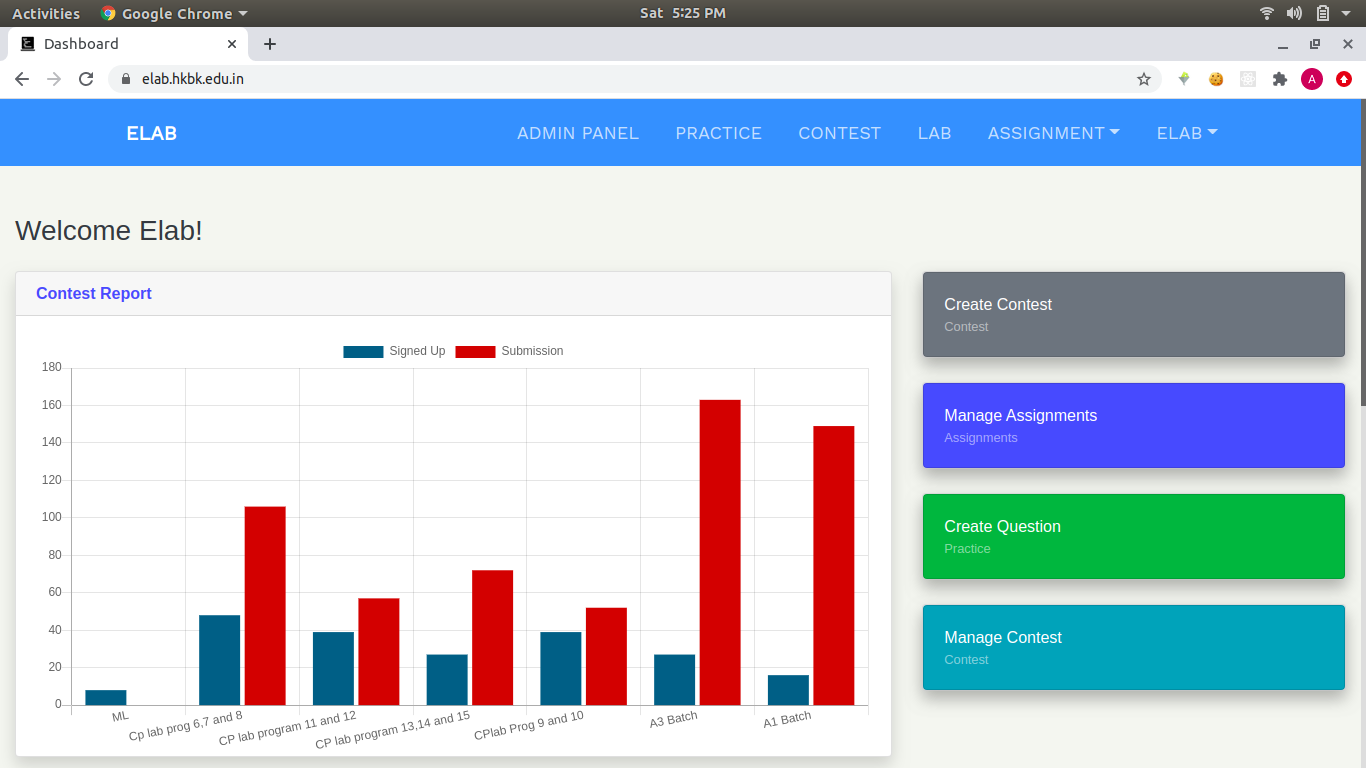 Activities Google Chrome Sat 5:25 PM
Dashboard
elab.hkbk.edu.in A
ELAB ADMIN PANEL PRACTICE CONTEST LAB ASSIGNMENT ELAB
Welcome Elab!
Contest Report
Signed Up Submission
180
160
140
120
100
80
60
40
20
0
ML Cp lab prog 6,7 and 8 CP lab program 11 and 12 CP lab program 13,14 and 15 CPlab Prog 9 and 10 A3 Batch A1 Batch
Create Contest
Contest
Manage Assignments
Assignments
Create Question
Practice
Manage Contest
Contest